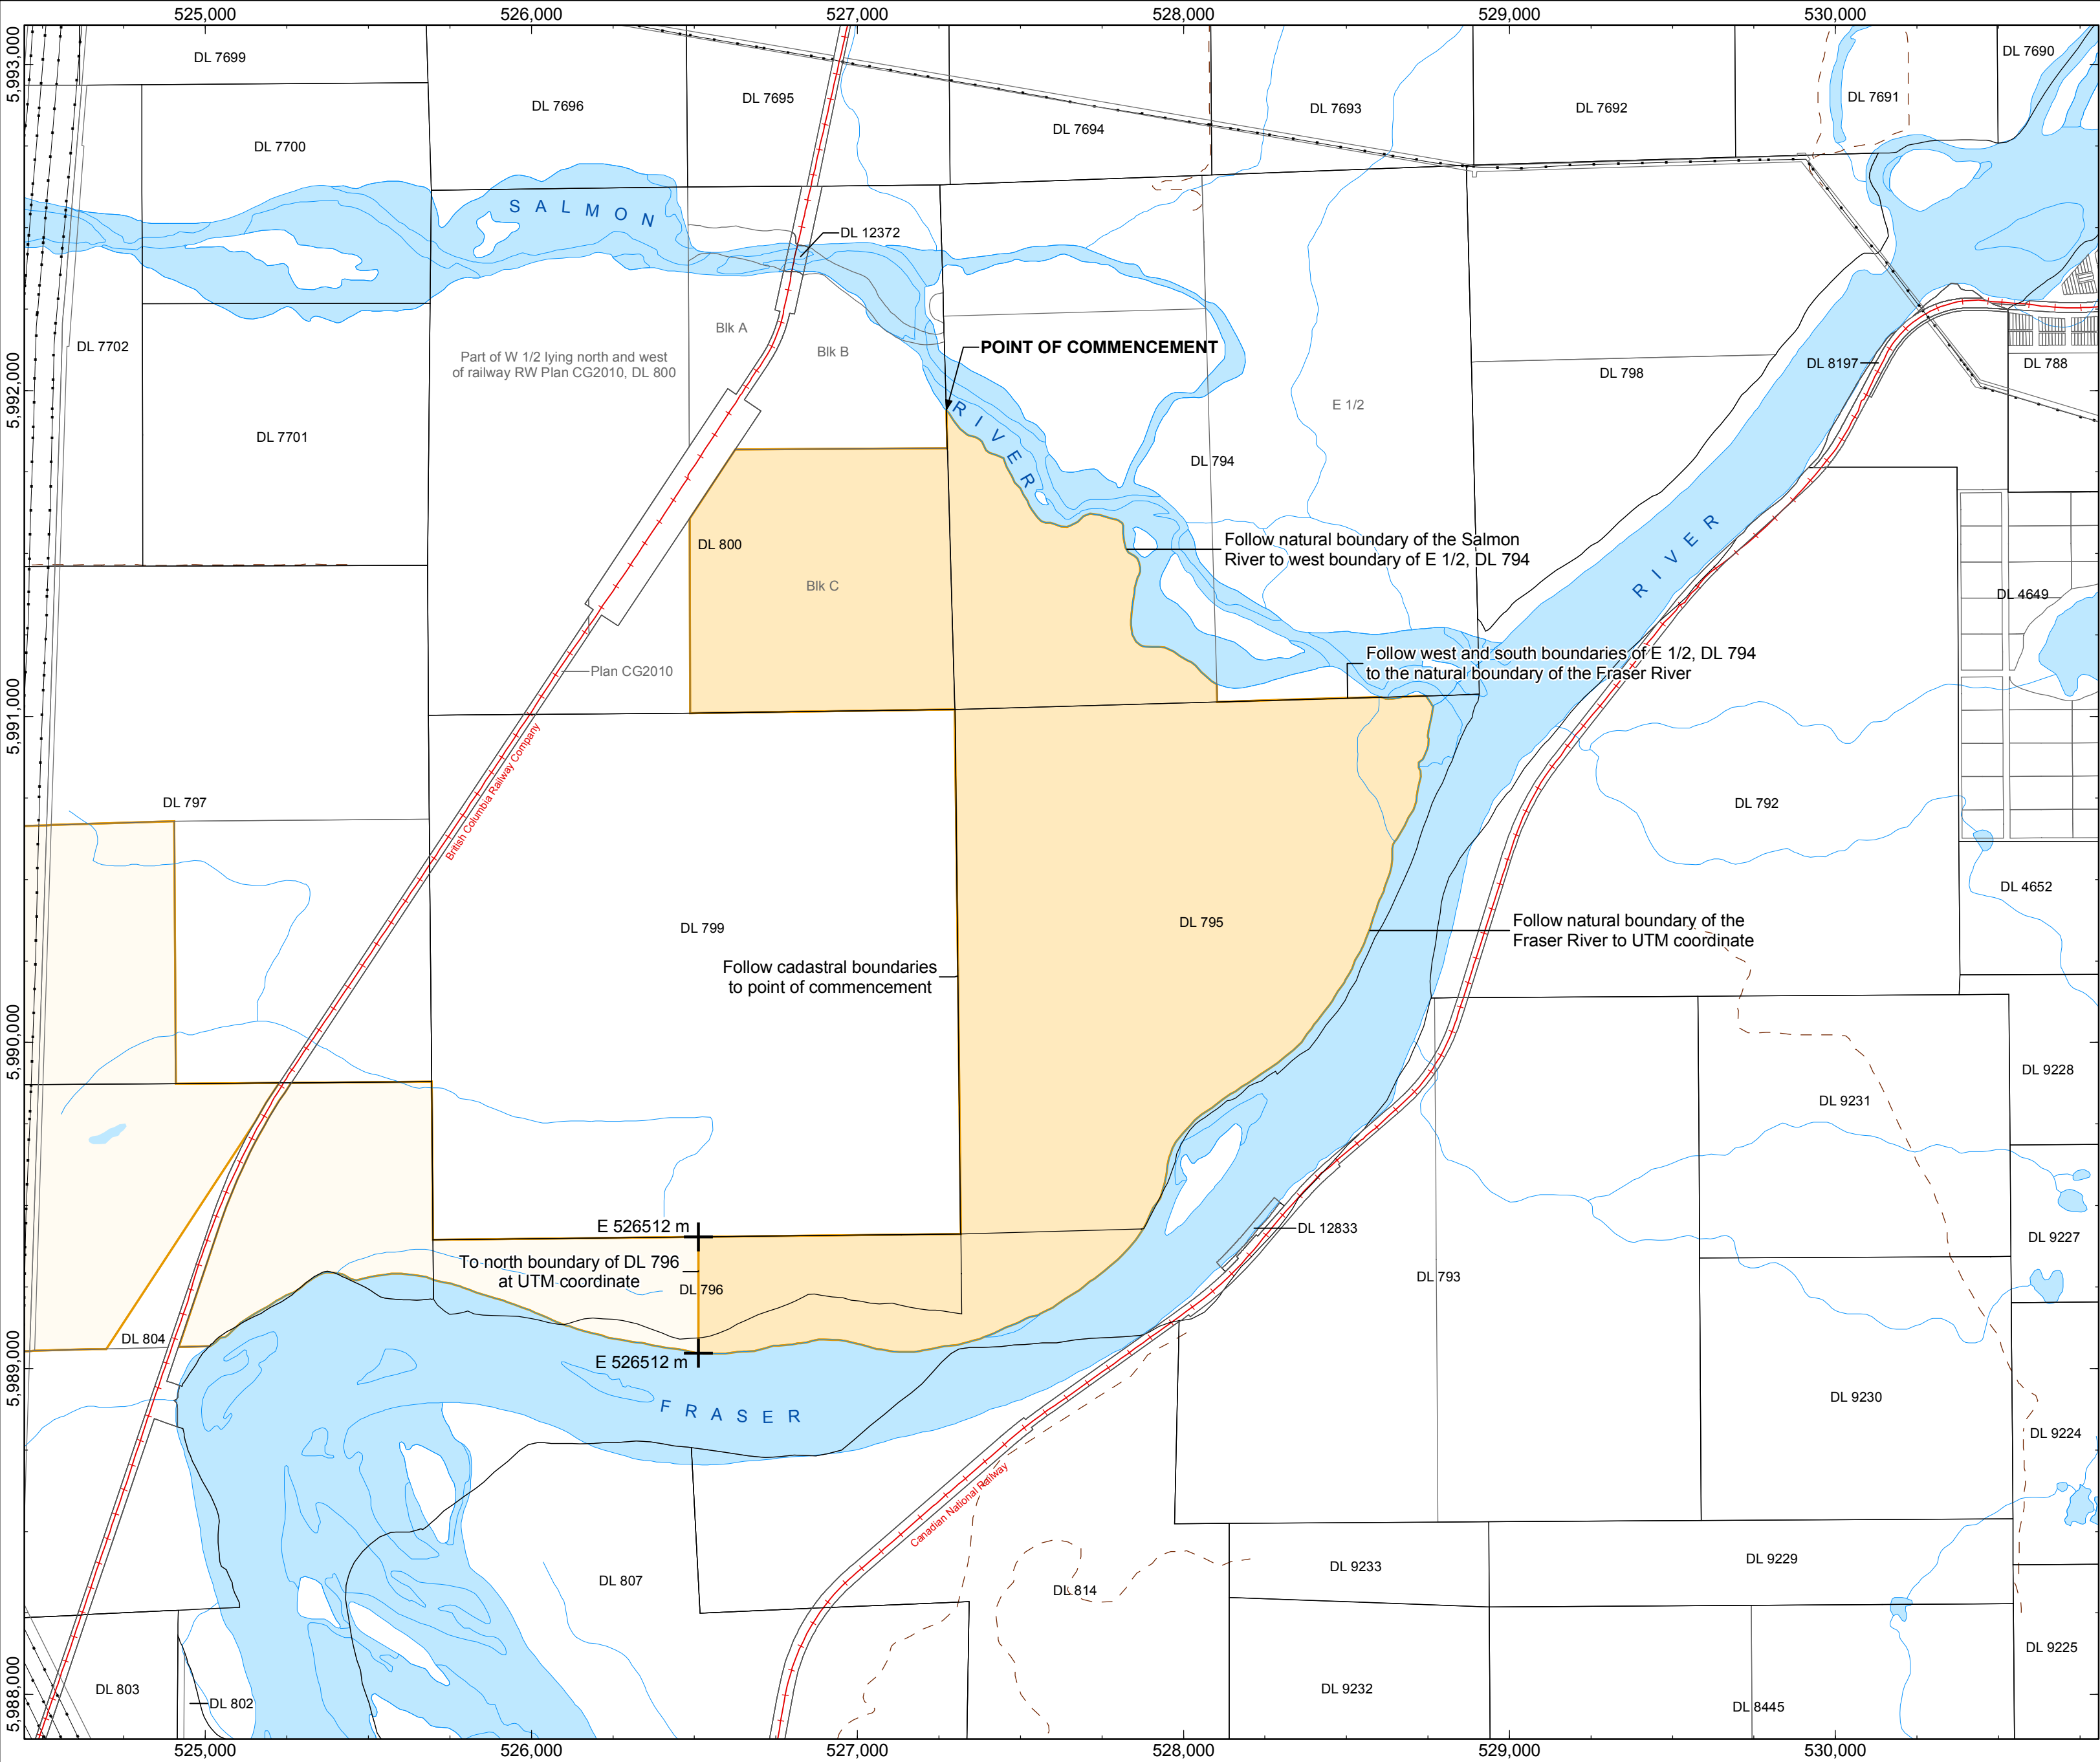 525,000
526,000
527,000
528,000
529,000
530,000
5,993,000
DL 7699
DL 7696
DL 7695
DL 7694
DL 7693
DL 7692
DL 7691
DL 7690
DL 7700
SALMON
DL 12372
5,992,000
DL 7702
Blk A
Blk B
POINT OF COMMENCEMENT
Part of W 1/2 lying north and west
of railway RW Plan CG2010, DL 800
DL 798
DL 8197
DL 788
E 1/2
RIVER
DL 7701
DL 794
DL 800
Follow natural boundary of the Salmon
River to west boundary of E 1/2, DL 794
RIVER
Blk C
DL 4649
5,991,000
Plan CG2010
Follow west and south boundaries of E 1/2, DL 794
to the natural boundary of the Fraser River
British Columbia Railway Company
DL 797
DL 792
DL 4652
DL 799
DL 795
Follow natural boundary of the
Fraser River to UTM coordinate
Follow cadastral boundaries
to point of commencement
5,990,000
DL 9228
DL 9231
E 526512 m
DL 12833
DL 9227
To north boundary of DL 796
at UTM coordinate
DL 796
DL 793
5,989,000
DL 804
E 526512 m
FRASER
DL 9230
DL 9224
Canadian National Railway
DL 807
DL 814
DL 9233
DL 9229
5,988,000
DL 803
DL 802
DL 9232
DL 8445
DL 9225
525,000
526,000
527,000
528,000
529,000
530,000